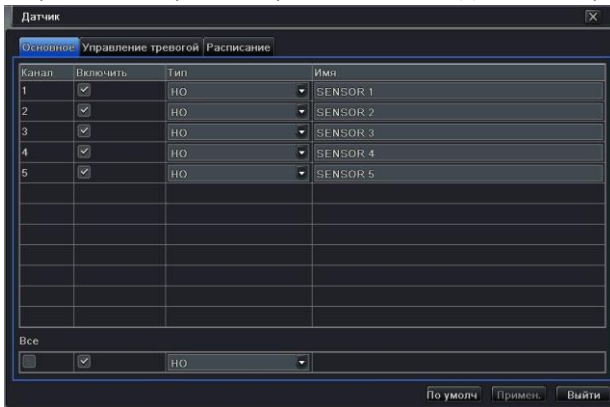 Датчик
Основное Управление тревогой Расписание
Канал Включить Тип Имя
1 НО SENSOR 1
2 НО SENSOR 2
3 НО SENSOR 3
4 НО SENSOR 4
5 НО SENSOR 5
Все
НО
По умолч Примен. Выйти